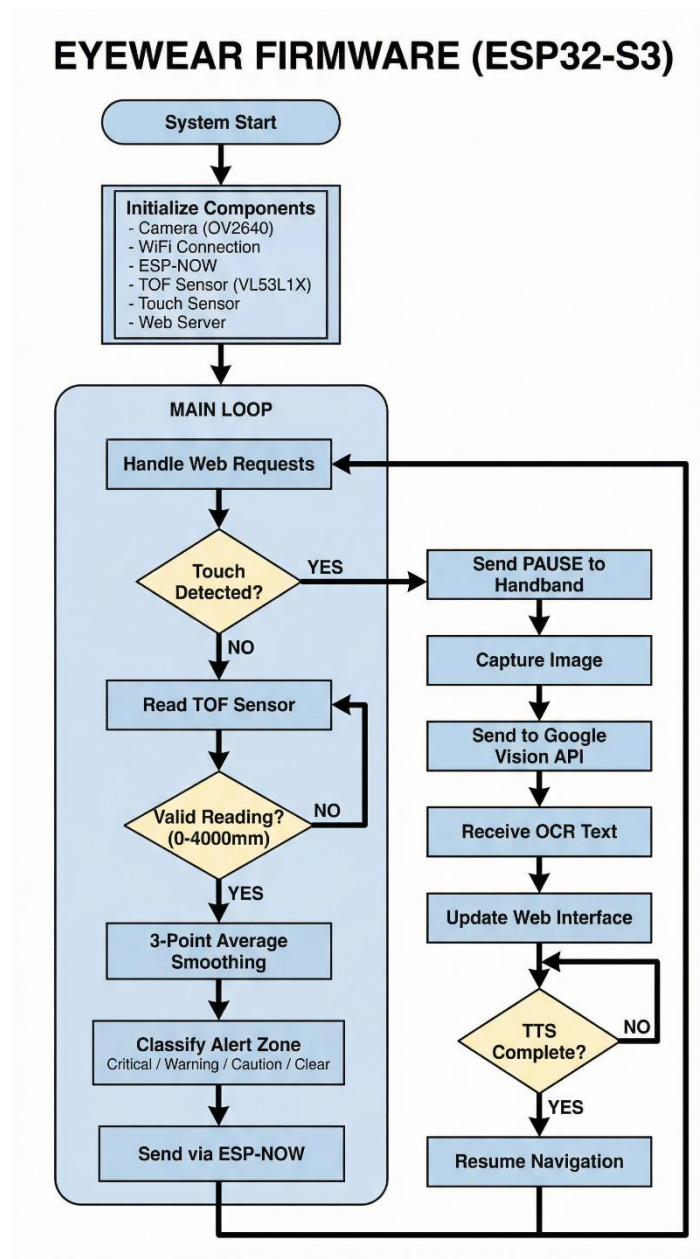 EYEWEAR FIRMWARE (ESP32-S3)
System Start
Initialize Components
- Camera (OV2640)
- WiFi Connection
- ESP-NOW
- TOF Sensor (VL53L1X)
- Touch Sensor
- Web Server
MAIN LOOP
Handle Web Requests
Touch
Detected?
YES
NO
Read TOF Sensor
Valid Reading?
(0-4000mm)
NO
YES
3-Point Average
Smoothing
Classify Alert Zone
Critical / Warning / Caution / Clear
Send via ESP-NOW
Send PAUSE to
Handband
Capture Image
Send to Google
Vision API
Receive OCR Text
Update Web Interface
TTS
Complete?
NO
YES
Resume Navigation